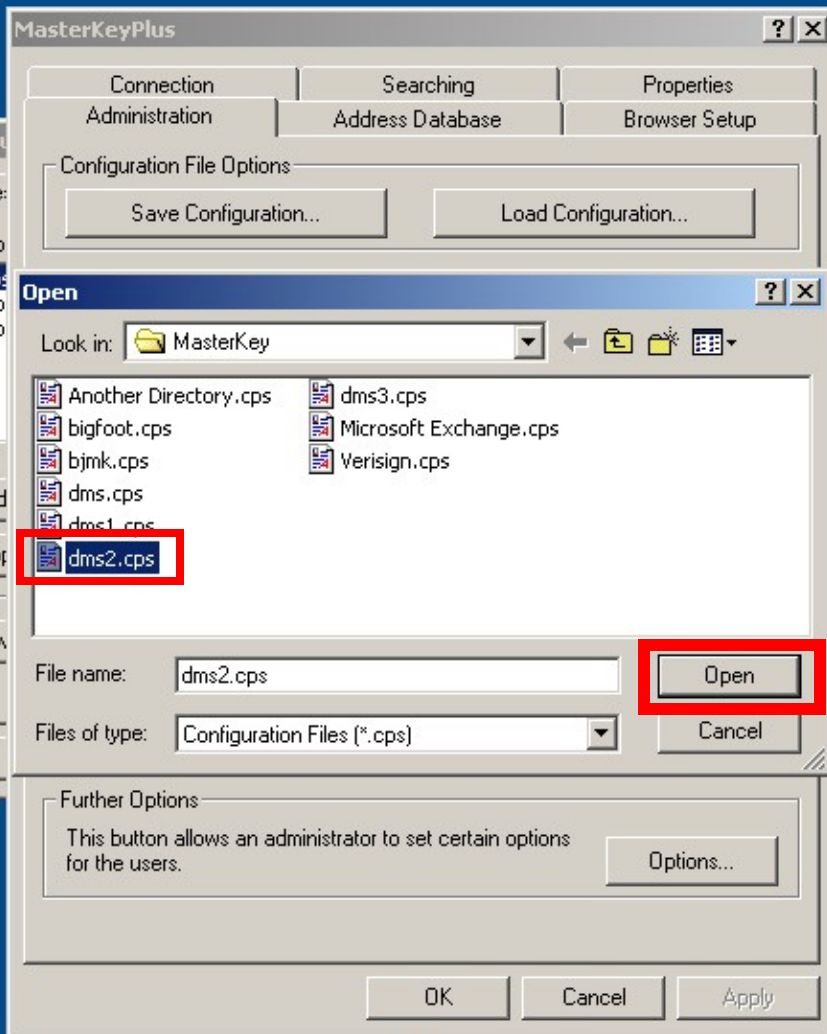 MasterKeyPlus
Connection Searching Properties
Administration Address Database Browser Setup
Configuration File Options
Save Configuration... Load Configuration...
Open
Look in: MasterKey
Another Directory.cps dms3.cps
bigfoot.cps Microsoft Exchange.cps
bjmk.cps Verisign.cps
dms.cps
dms1.cps
dms2.cps
File name: dms2.cps Open
Files of type: Configuration Files (*.cps) Cancel
Further Options
This button allows an administrator to set certain options
for the users.
Options...
OK Cancel Apply